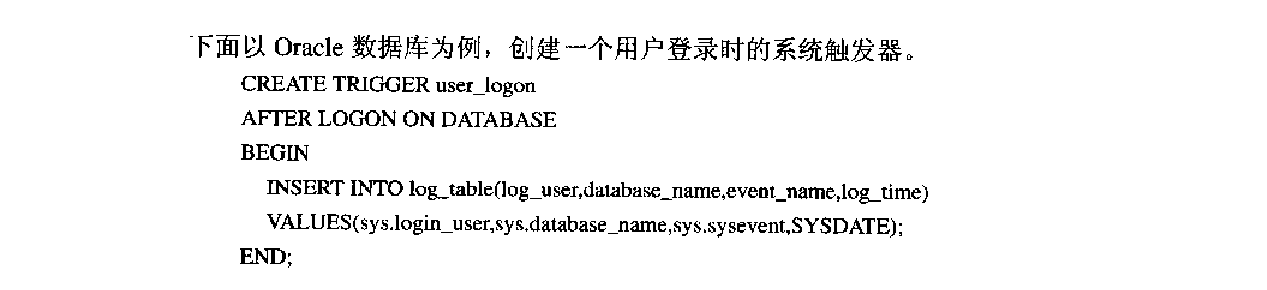 下面以 Oracle 数据库为例，创建一个用户登录时的系统触发器。
CREATE TRIGGER user_logon
AFTER LOGON ON DATABASE
BEGIN
INSERT INTO log_table(log_user,database_name,event_name,log_time)
VALUES(sys.login_user,sys.database_name,sys.sysevent,SYSDATE);
END;